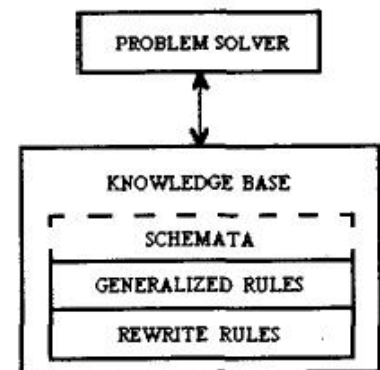 PROBLEM SOLVER
KNOWLEDGE BASE
SCHEMATA
GENERALIZED RULES
REWRITE RULES